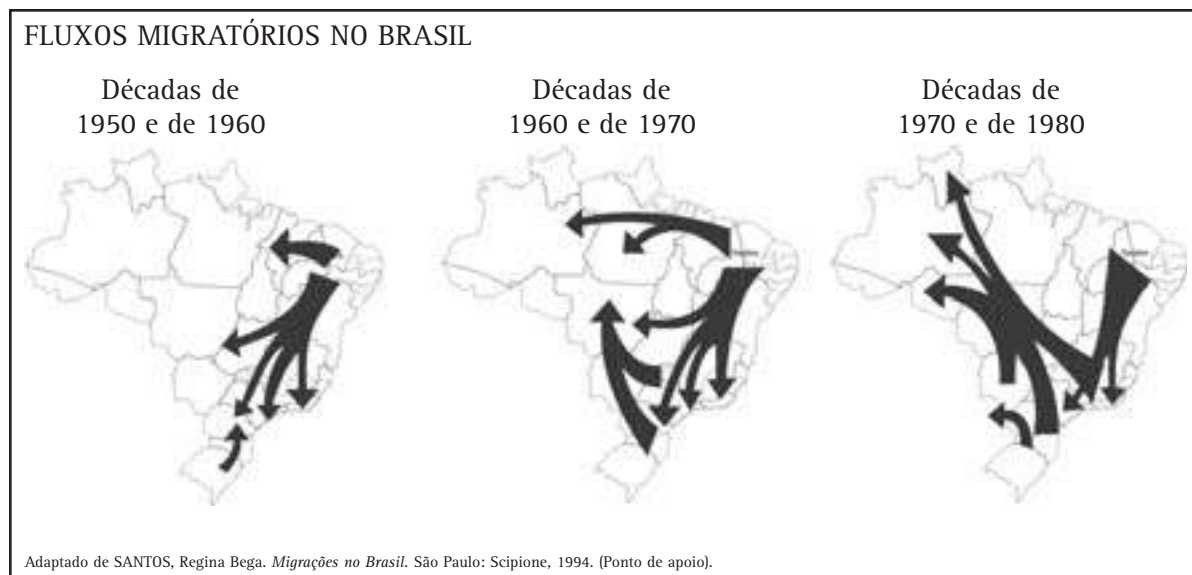 FLUXOS MIGRATÓRIOS NO BRASIL
Décadas de
1950 e de 1960
Décadas de
1960 e de 1970
Décadas de
1970 e de 1980
Adaptado de SANTOS, Regina Bega. Migrações no Brasil. São Paulo: Scipione, 1994. (Ponto de apoio).